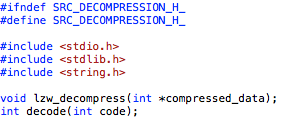 #ifndef SRC_DECOMPRESSION_H_
#define SRC_DECOMPRESSION_H_
#include <stdio.h>
#include <stdlib.h>
#include <string.h>
void lzw_decompress(int *compressed_data);
int decode(int code);